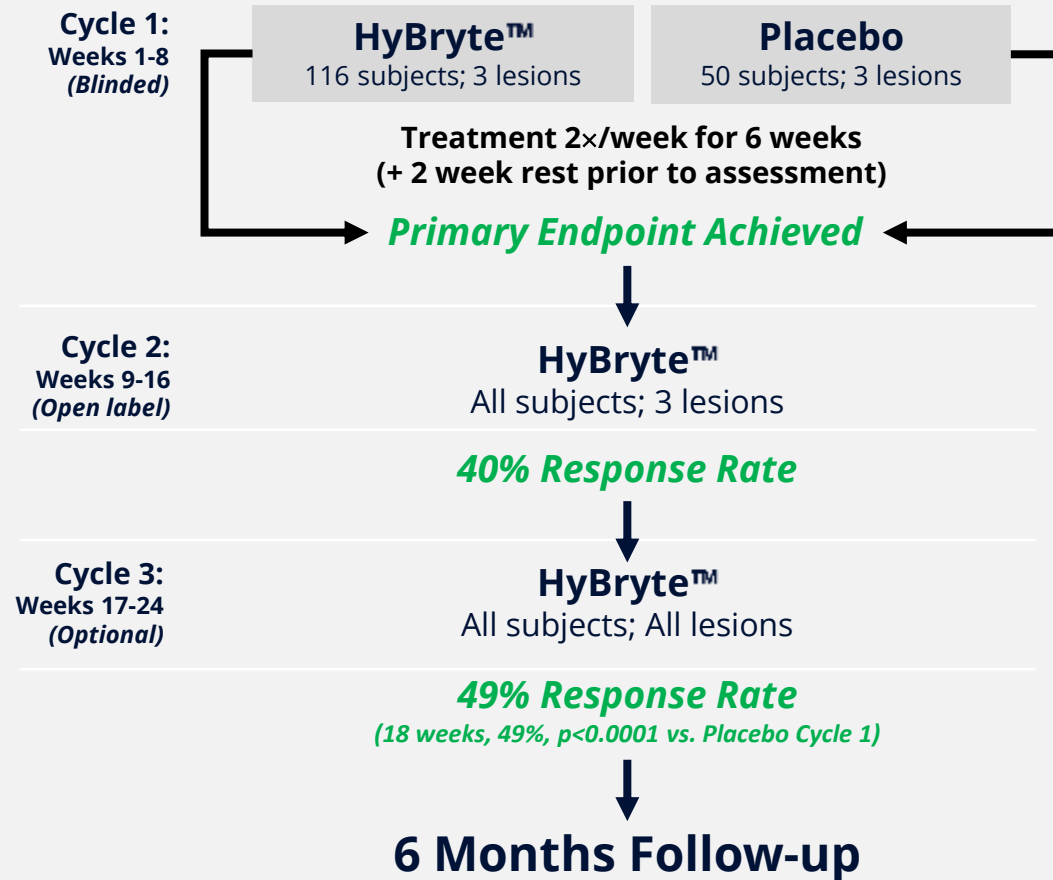 Cycle 1:
Weeks 1-8
(Blinded)
HyBryte™
116 subjects; 3 lesions
Placebo
50 subjects; 3 lesions
Treatment 2×/week for 6 weeks
(+ 2 week rest prior to assessment)
Primary Endpoint Achieved
Cycle 2:
Weeks 9-16
(Open label)
HyBryte™
All subjects; 3 lesions
40% Response Rate
Cycle 3:
Weeks 17-24
(Optional)
HyBryte™
All subjects; All lesions
49% Response Rate
(18 weeks, 49%, p<0.0001 vs. Placebo Cycle 1)
6 Months Follow-up